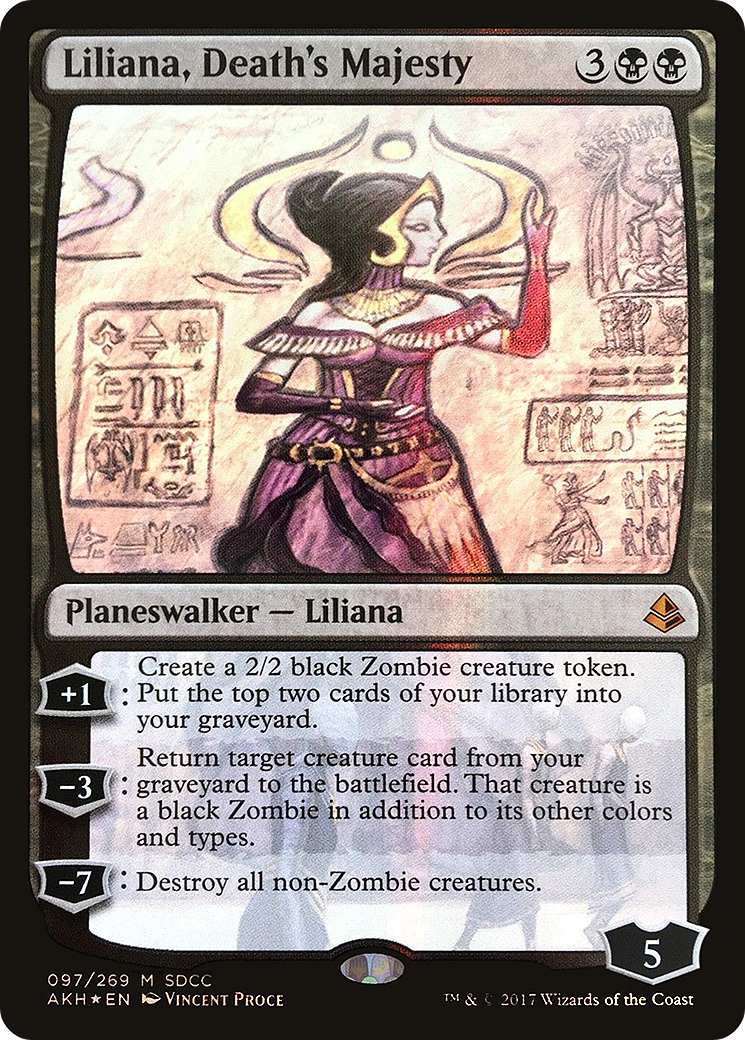 Liliana, Death's Majesty 3
Planeswalker — Liliana
Create a 2/2 black Zombie creature token.
+1 : Put the top two cards of your library into
your graveyard.
Return target creature card from your
−3 : graveyard to the battlefield. That creature is
a black Zombie in addition to its other colors
and types.
−7 : Destroy all non-Zombie creatures.
5
097/269 M SDCC
AKH★EN Vincent Proce
™ & © 2017 Wizards of the Coast